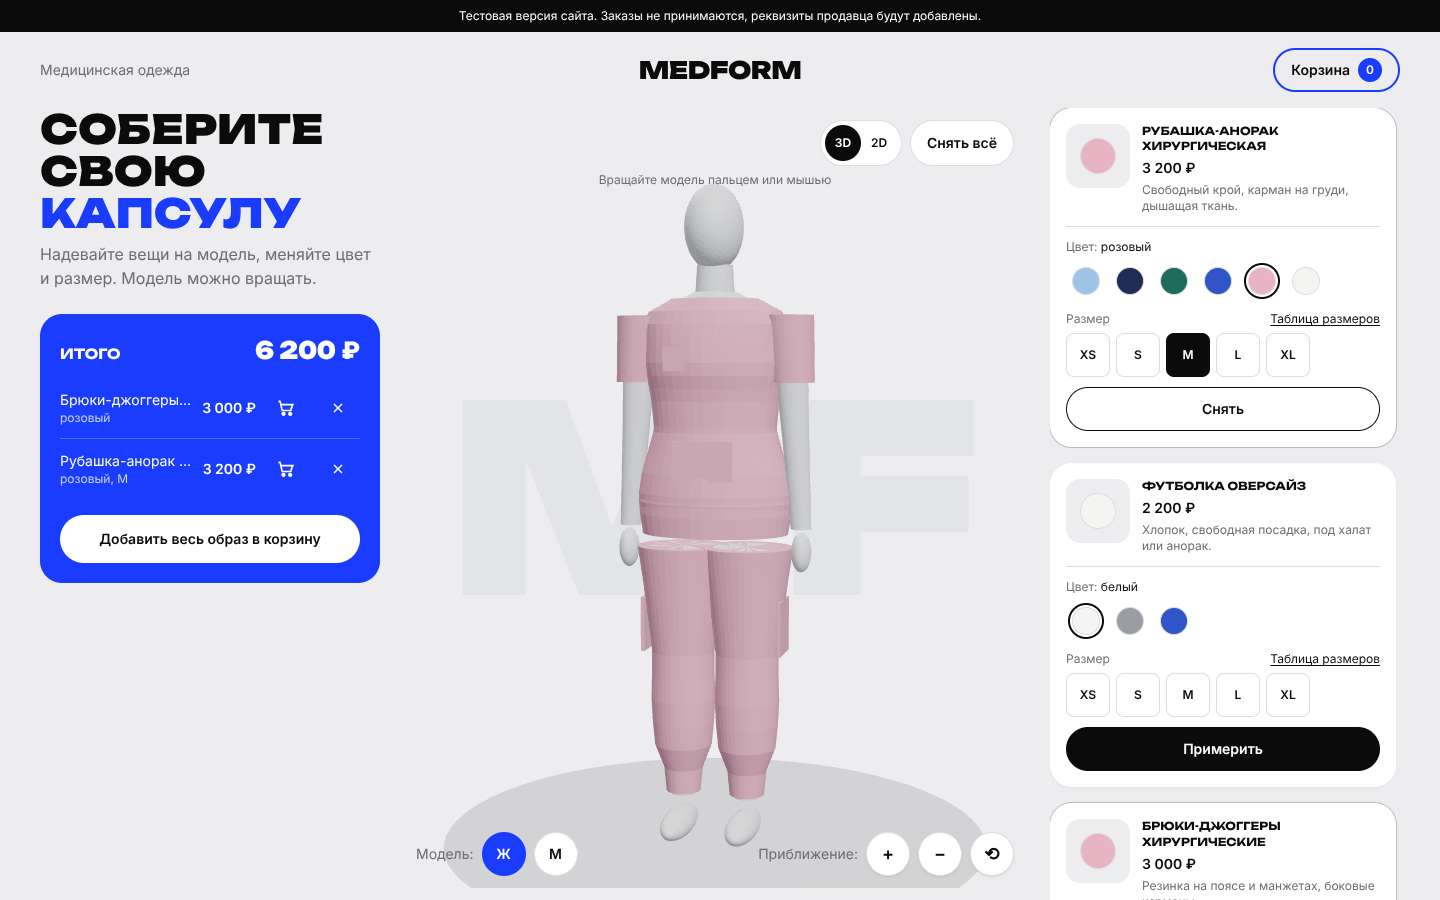 Тестовая версия сайта. Заказы не принимаются, реквизиты продавца будут добавлены.
Медицинская одежда
MEDFORM
Корзина 0
СОБЕРИТЕ
СВОЮ
КАПСУЛУ
Надевайте вещи на модель, меняйте цвет
и размер. Модель можно вращать.
ИТОГО 6 200 ₽
Брюки-джоггеры... 3 000 ₽
розовый
Рубашка-анорак ... 3 200 ₽
розовый, M
Добавить весь образ в корзину
3D 2D Снять всё
Вращайте модель пальцем или мышью
M F
Модель: Ж М
Приближение: + − ⟲
РУБАШКА-АНОРАК
ХИРУРГИЧЕСКАЯ
3 200 ₽
Свободный крой, карман на груди,
дышащая ткань.
Цвет: розовый
Размер Таблица размеров
XS S M L XL
Снять
ФУТБОЛКА ОВЕРСАЙЗ
2 200 ₽
Хлопок, свободная посадка, под халат
или анорак.
Цвет: белый
Размер Таблица размеров
XS S M L XL
Примерить
БРЮКИ-ДЖОГГЕРЫ
ХИРУРГИЧЕСКИЕ
3 000 ₽
Резинка на поясе и манжетах, боковые